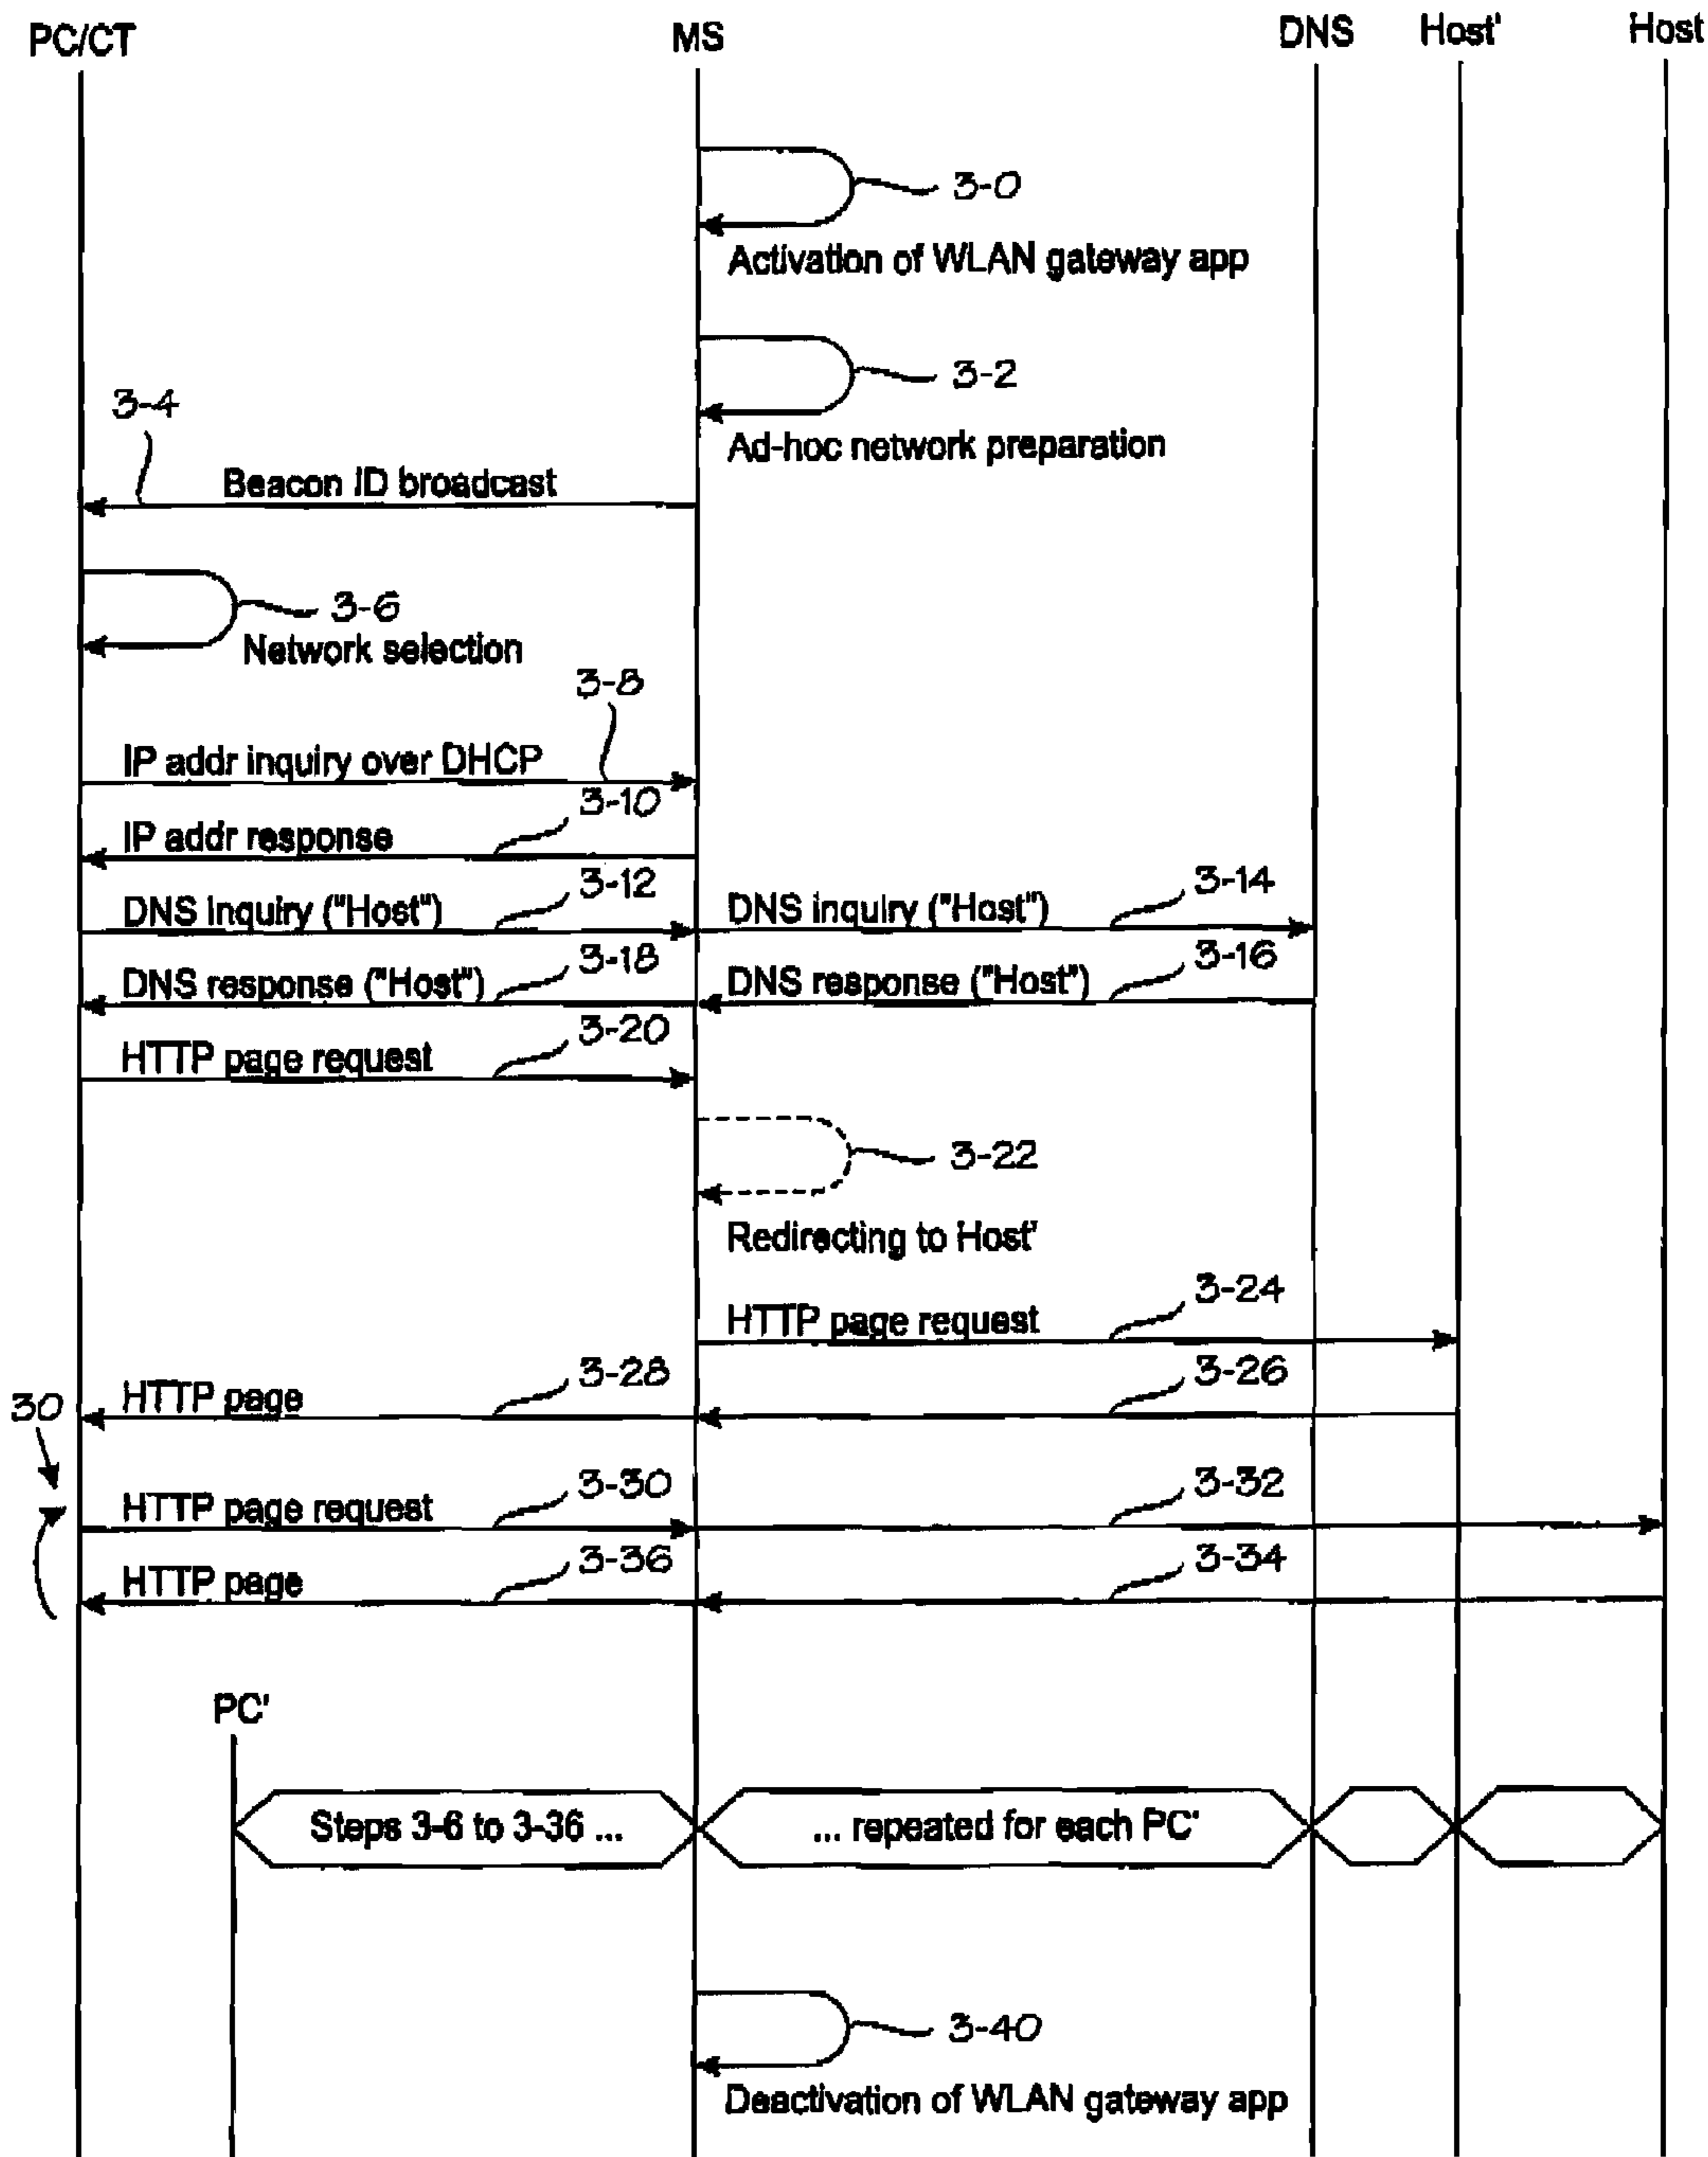 PC/CT MS DNS Host' Host
3-0
Activation of WLAN gateway app
3-2
Ad-hoc network preparation
3-4
Beacon ID broadcast
3-6
Network selection
3-8
IP addr inquiry over DHCP
3-10
IP addr response
3-12
DNS inquiry ("Host")
3-14
DNS inquiry ("Host")
3-18
DNS response ("Host")
3-16
DNS response ("Host")
3-20
HTTP page request
3-22
Redirecting to Host'
3-24
HTTP page request
3-28
HTTP page
3-26
30
3-30
HTTP page request
3-32
3-36
HTTP page
3-34
PC'
Steps 3-6 to 3-36 ... ... repeated for each PC'
3-40
Deactivation of WLAN gateway app